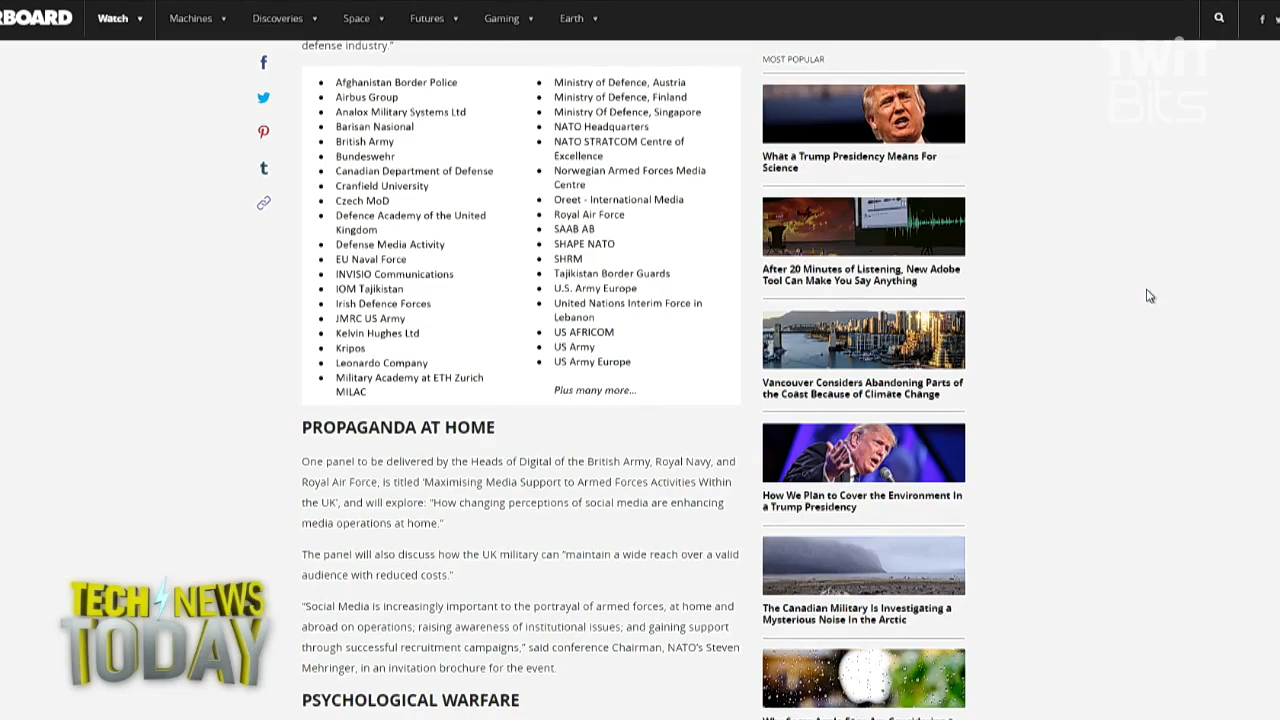 RBOARD
Watch
Machines
Discoveries
Space
Futures
Gaming
Earth
defense industry."
Afghanistan Border Police
Airbus Group
Analox Military Systems Ltd
Barisan Nasional
British Army
Bundeswehr
Canadian Department of Defense
Cranfield University
Czech MoD
Defence Academy of the United
Kingdom
Defense Media Activity
EU Naval Force
INVISIO Communications
IOM Tajikistan
Irish Defence Forces
JMRC US Army
Kelvin Hughes Ltd
Kripos
Leonardo Company
Military Academy at ETH Zurich
MILAC
Ministry of Defence, Austria
Ministry of Defence, Finland
Ministry Of Defence, Singapore
NATO Headquarters
NATO STRATCOM Centre of
Excellence
Norwegian Armed Forces Media
Centre
Oreet - International Media
Royal Air Force
SAAB AB
SHAPE NATO
SHRM
Tajikistan Border Guards
U.S. Army Europe
United Nations Interim Force in
Lebanon
US AFRICOM
US Army
US Army Europe
Plus many more...
PROPAGANDA AT HOME
One panel to be delivered by the Heads of Digital of the British Army, Royal Navy, and
Royal Air Force, is titled 'Maximising Media Support to Armed Forces Activities Within
the UK', and will explore: "How changing perceptions of social media are enhancing
media operations at home."
The panel will also discuss how the UK military can "maintain a wide reach over a valid
audience with reduced costs."
"Social Media is increasingly important to the portrayal of armed forces, at home and
abroad on operations; raising awareness of institutional issues; and gaining support
through successful recruitment campaigns," said conference Chairman, NATO's Steven
Mehringer, in an invitation brochure for the event.
PSYCHOLOGICAL WARFARE
MOST POPULAR
What a Trump Presidency Means For
Science
After 20 Minutes of Listening, New Adobe
Tool Can Make You Say Anything
Vancouver Considers Abandoning Parts of
the Coast Because of Climate Change
How We Plan to Cover the Environment In
a Trump Presidency
The Canadian Military Is Investigating a
Mysterious Noise In the Arctic
TWiT
Bits
TECH NEWS
TODAY